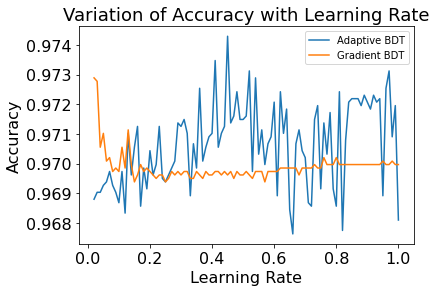 Variation of Accuracy with Learning Rate
Adaptive BDT
Gradient BDT
Accuracy
0.974
0.973
0.972
0.971
0.970
0.969
0.968
0.0 0.2 0.4 0.6 0.8 1.0
Learning Rate